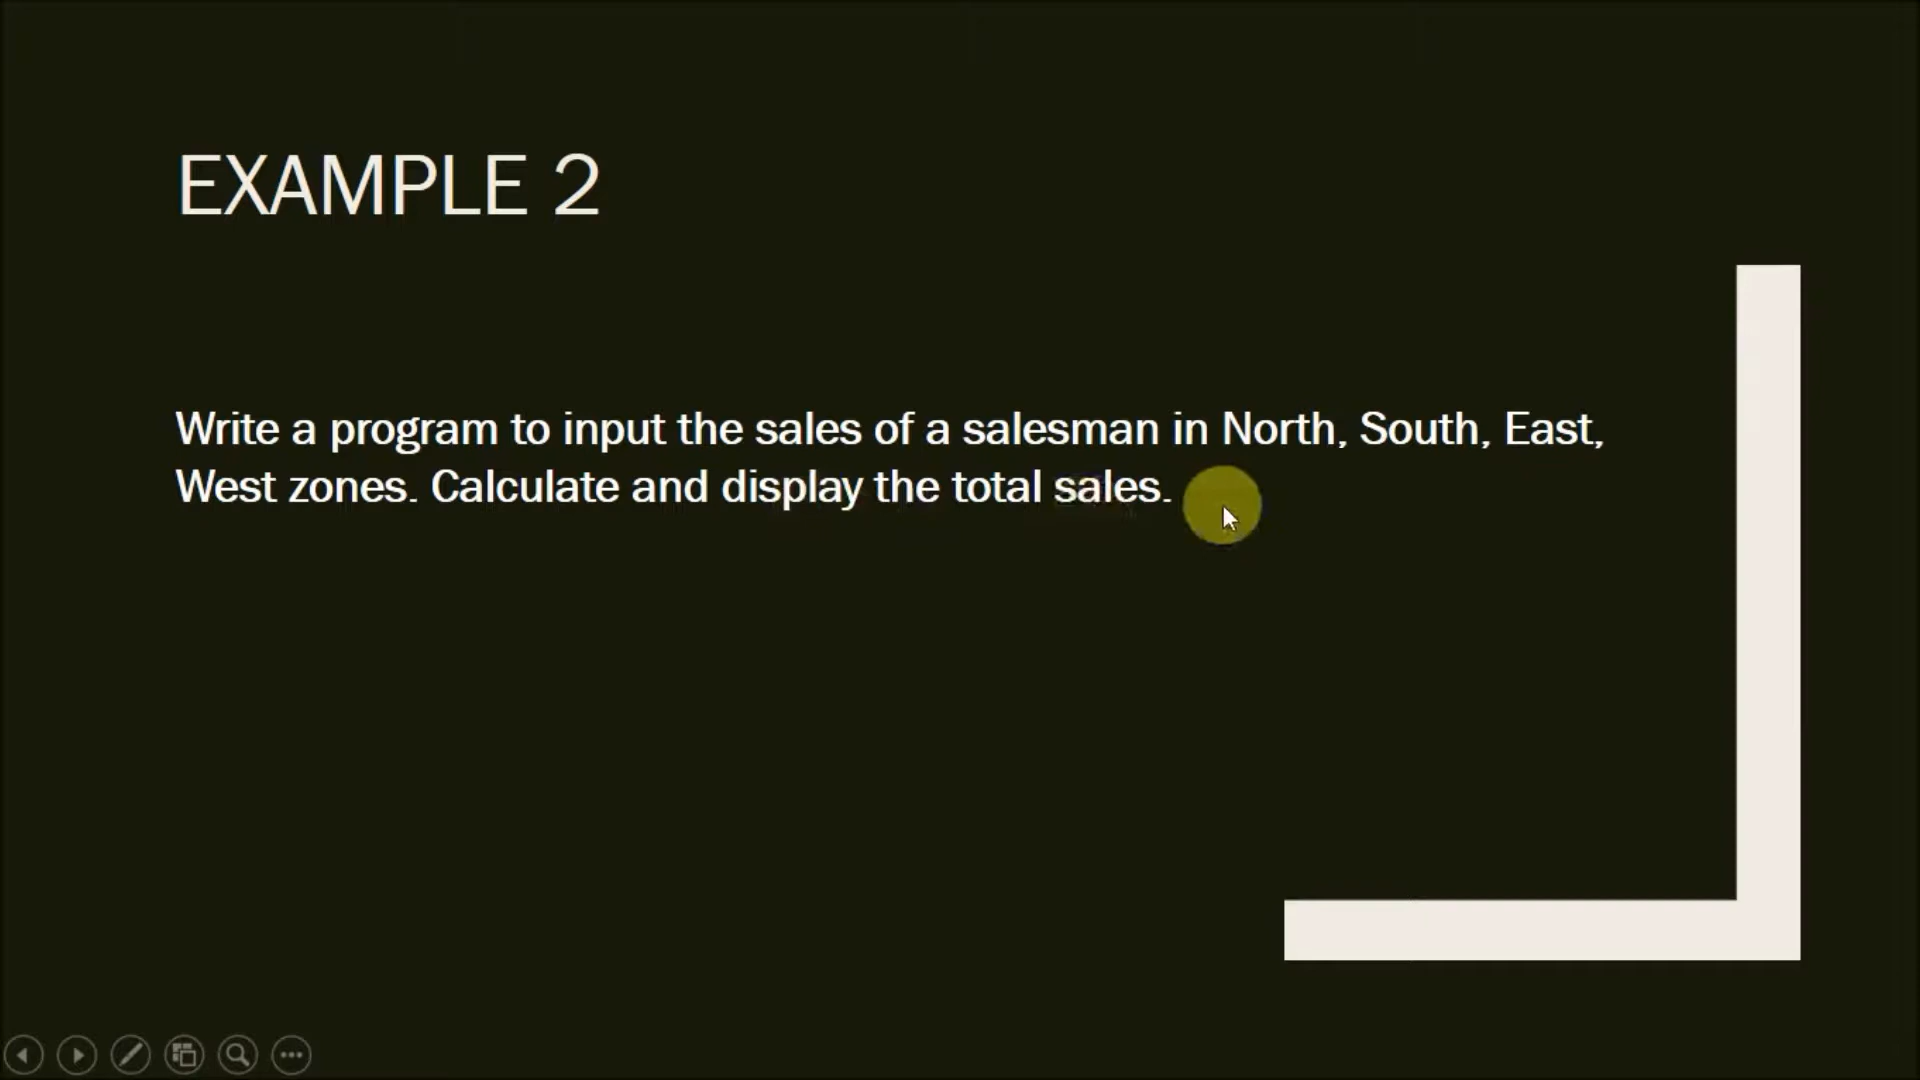 EXAMPLE 2
Write a program to input the sales of a salesman in North, South, East,
West zones. Calculate and display the total sales.